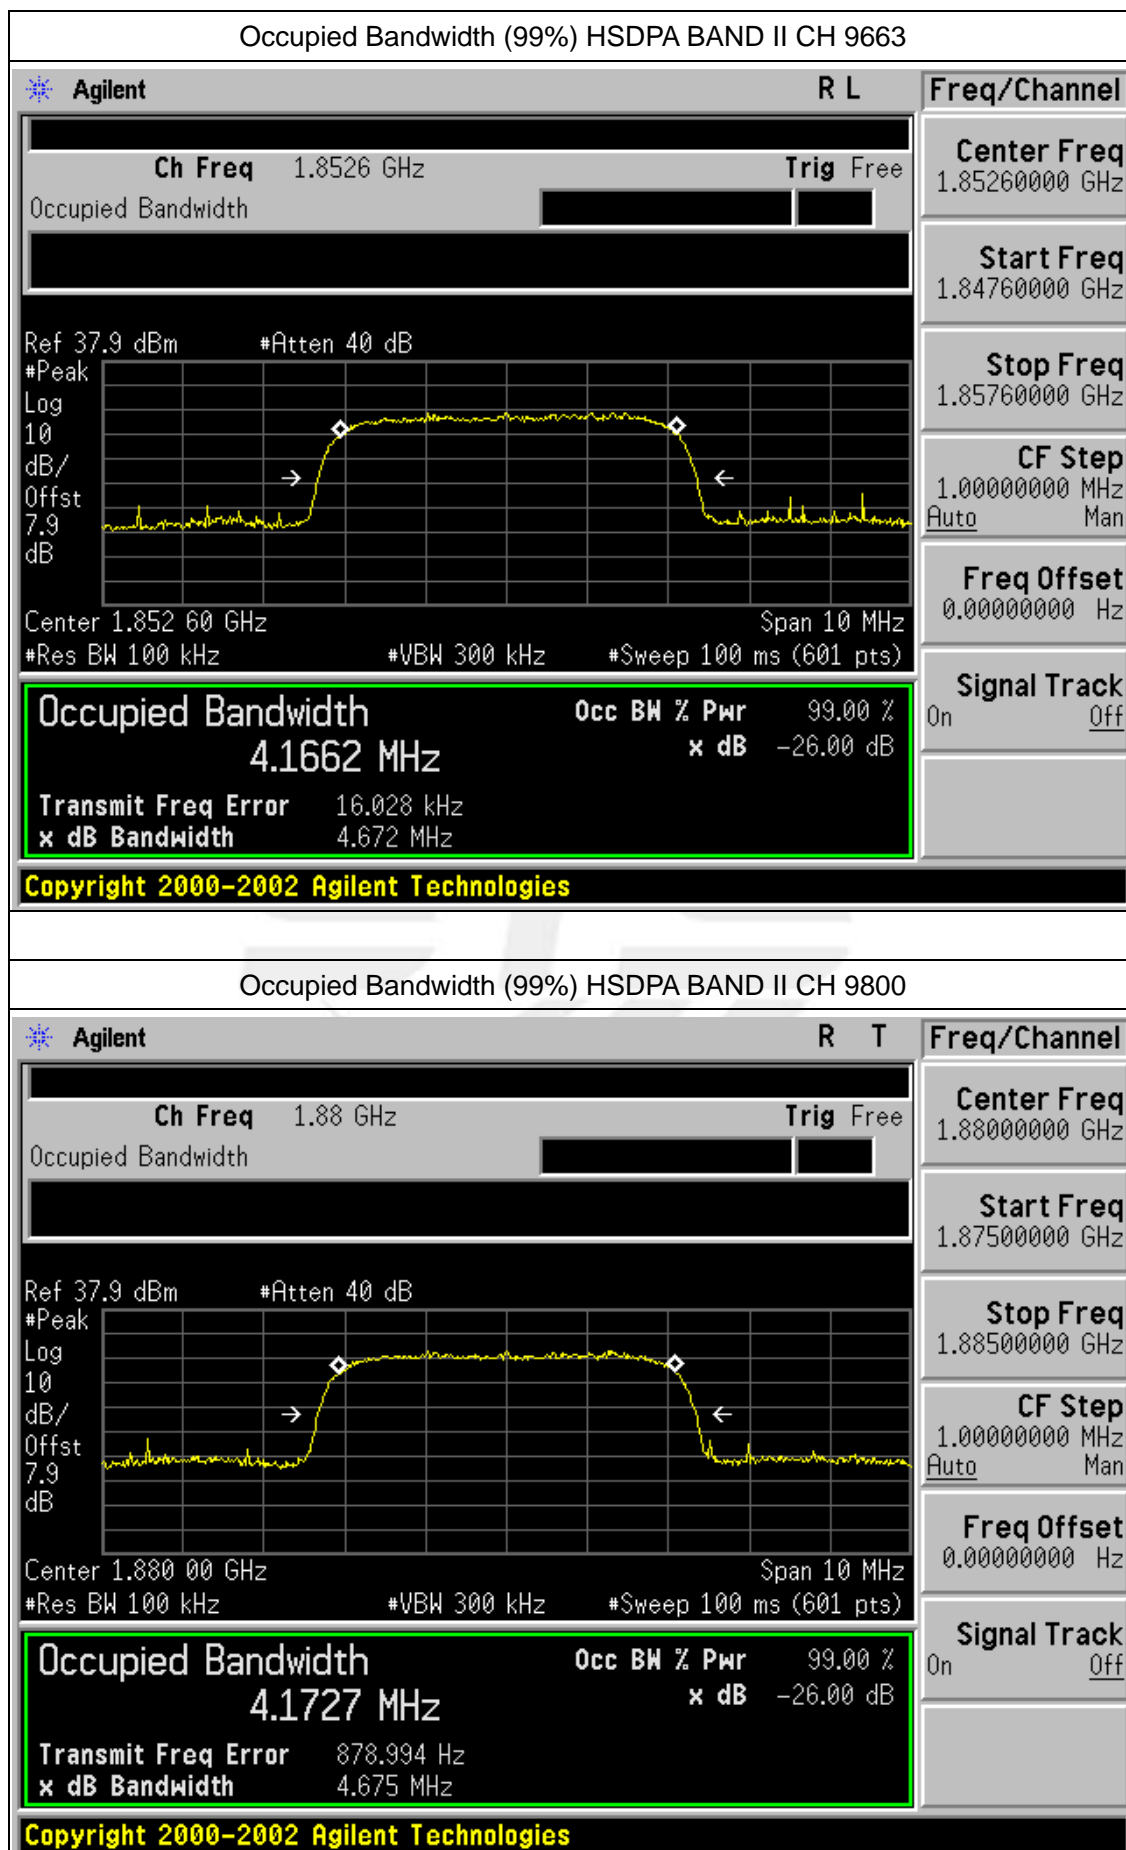 Occupied Bandwidth (99%) HSDPA BAND II CH 9663
Agilent R L Freq/Channel
Ch Freq 1.8526 GHz Trig Free
Occupied Bandwidth
Center Freq
1.85260000 GHz
Start Freq
1.84760000 GHz
Stop Freq
1.85760000 GHz
CF Step
1.00000000 MHz
Auto Man
Freq Offset
0.00000000 Hz
Signal Track
On Off
Ref 37.9 dBm #Atten 40 dB
#Peak
Log
10
dB/
Offst
7.9
dB
Center 1.852 60 GHz Span 10 MHz
#Res BW 100 kHz #VBW 300 kHz #Sweep 100 ms (601 pts)
Occupied Bandwidth Occ BW % Pwr 99.00 %
4.1662 MHz x dB -26.00 dB
Transmit Freq Error 16.028 kHz
x dB Bandwidth 4.672 MHz
Copyright 2000-2002 Agilent Technologies
Occupied Bandwidth (99%) HSDPA BAND II CH 9800
Agilent R T Freq/Channel
Ch Freq 1.88 GHz Trig Free
Occupied Bandwidth
Center Freq
1.88000000 GHz
Start Freq
1.87500000 GHz
Stop Freq
1.88500000 GHz
CF Step
1.00000000 MHz
Auto Man
Freq Offset
0.00000000 Hz
Signal Track
On Off
Ref 37.9 dBm #Atten 40 dB
#Peak
Log
10
dB/
Offst
7.9
dB
Center 1.880 00 GHz Span 10 MHz
#Res BW 100 kHz #VBW 300 kHz #Sweep 100 ms (601 pts)
Occupied Bandwidth Occ BW % Pwr 99.00 %
4.1727 MHz x dB -26.00 dB
Transmit Freq Error 878.994 Hz
x dB Bandwidth 4.675 MHz
Copyright 2000-2002 Agilent Technologies